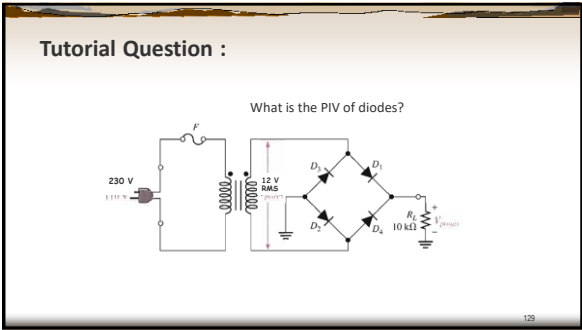 Tutorial Question :
What is the PIV of diodes?
F
230 V
12 V
RMS
D3
D1
D2
D4
RL
10 kΩ
+
−
129